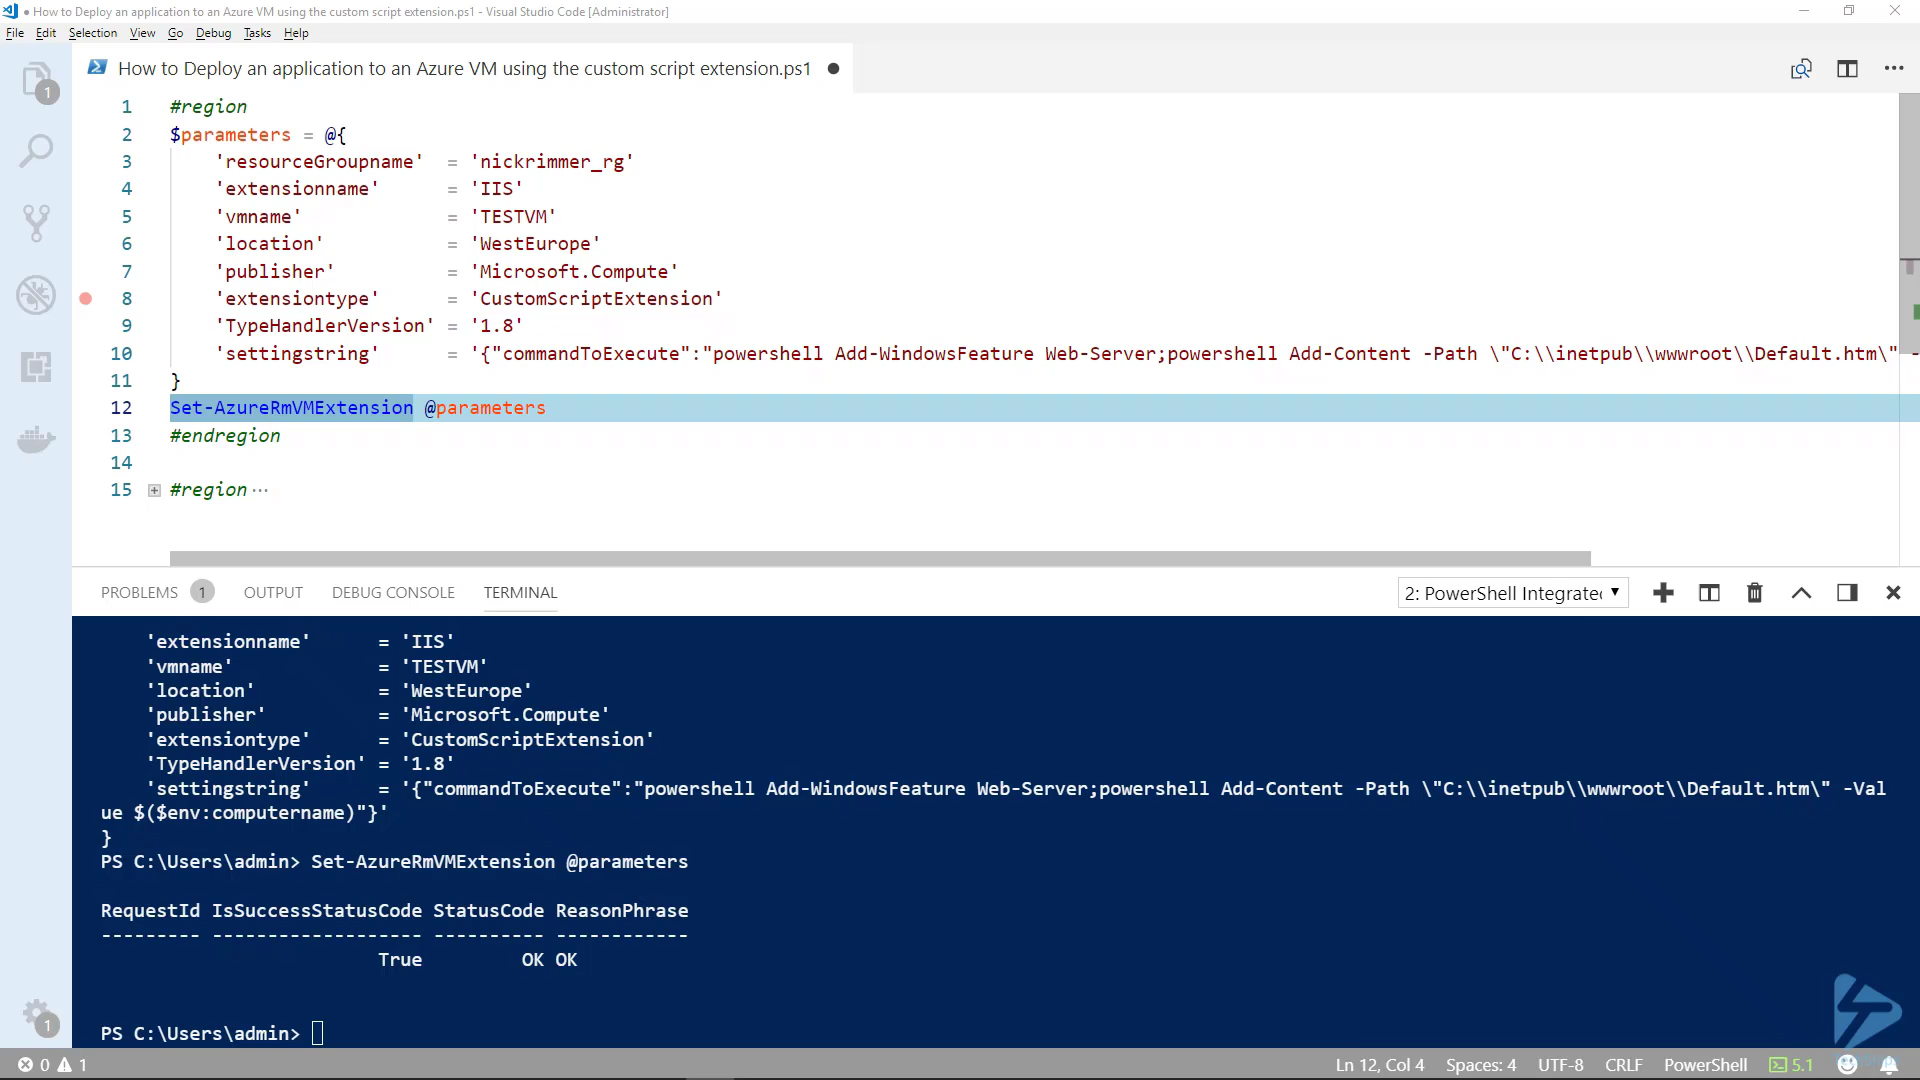 ● How to Deploy an application to an Azure VM using the custom script extension.ps1 - Visual Studio Code [Administrator]
File Edit Selection View Go Debug Tasks Help
How to Deploy an application to an Azure VM using the custom script extension.ps1 ●
1
1 #region
2 $parameters = @{
3 'resourceGroupname' = 'nickrimmer_rg'
4 'extensionname' = 'IIS'
5 'vmname' = 'TESTVM'
6 'location' = 'WestEurope'
7 'publisher' = 'Microsoft.Compute'
8 'extensiontype' = 'CustomScriptExtension'
9 'TypeHandlerVersion' = '1.8'
10 'settingstring' = '{"commandToExecute":"powershell Add-WindowsFeature Web-Server;powershell Add-Content -Path \"C:\\inetpub\\wwwroot\\Default.htm\" -
11 }
12 Set-AzureRmVMExtension @parameters
13 #endregion
14
15 #region ...
PROBLEMS 1 OUTPUT DEBUG CONSOLE TERMINAL 2: PowerShell Integrate
'extensionname' = 'IIS'
'vmname' = 'TESTVM'
'location' = 'WestEurope'
'publisher' = 'Microsoft.Compute'
'extensiontype' = 'CustomScriptExtension'
'TypeHandlerVersion' = '1.8'
'settingstring' = '{"commandToExecute":"powershell Add-WindowsFeature Web-Server;powershell Add-Content -Path \"C:\\inetpub\\wwwroot\\Default.htm\" -Val
ue $($env:computername)"}'
}
PS C:\Users\admin> Set-AzureRmVMExtension @parameters
RequestId IsSuccessStatusCode StatusCode ReasonPhrase
--------- ------------------- ---------- ------------
True OK OK
PS C:\Users\admin>
1
0 1 Ln 12, Col 4 Spaces: 4 UTF-8 CRLF PowerShell 5.1